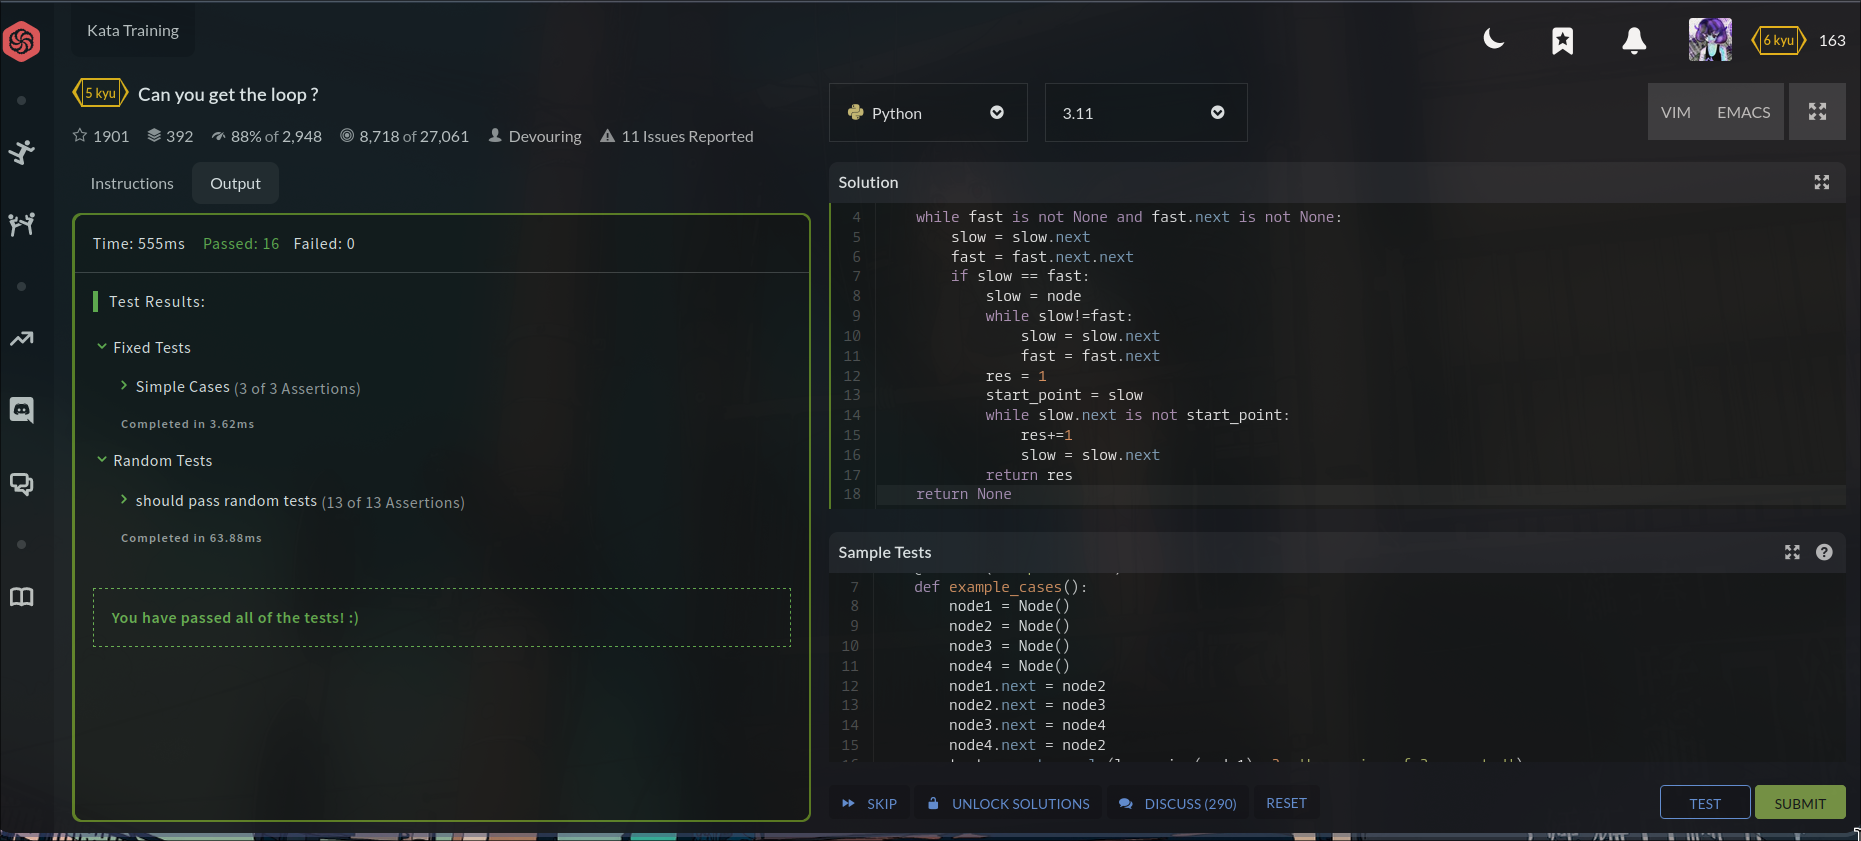 Kata Training
6 kyu 163
5 kyu Can you get the loop ?
1901 392 88% of 2,948 8,718 of 27,061 Devouring 11 Issues Reported
Instructions Output
Time: 555ms Passed: 16 Failed: 0
Test Results:
Fixed Tests
Simple Cases (3 of 3 Assertions)
Completed in 3.62ms
Random Tests
should pass random tests (13 of 13 Assertions)
Completed in 63.88ms
You have passed all of the tests! :)
Python 3.11
VIM EMACS
Solution
4 while fast is not None and fast.next is not None:
5 slow = slow.next
6 fast = fast.next.next
7 if slow == fast:
8 slow = node
9 while slow!=fast:
10 slow = slow.next
11 fast = fast.next
12 res = 1
13 start_point = slow
14 while slow.next is not start_point:
15 res+=1
16 slow = slow.next
17 return res
18 return None
Sample Tests
7 def example_cases():
8 node1 = Node()
9 node2 = Node()
10 node3 = Node()
11 node4 = Node()
12 node1.next = node2
13 node2.next = node3
14 node3.next = node4
15 node4.next = node2
SKIP UNLOCK SOLUTIONS DISCUSS (290) RESET TEST SUBMIT